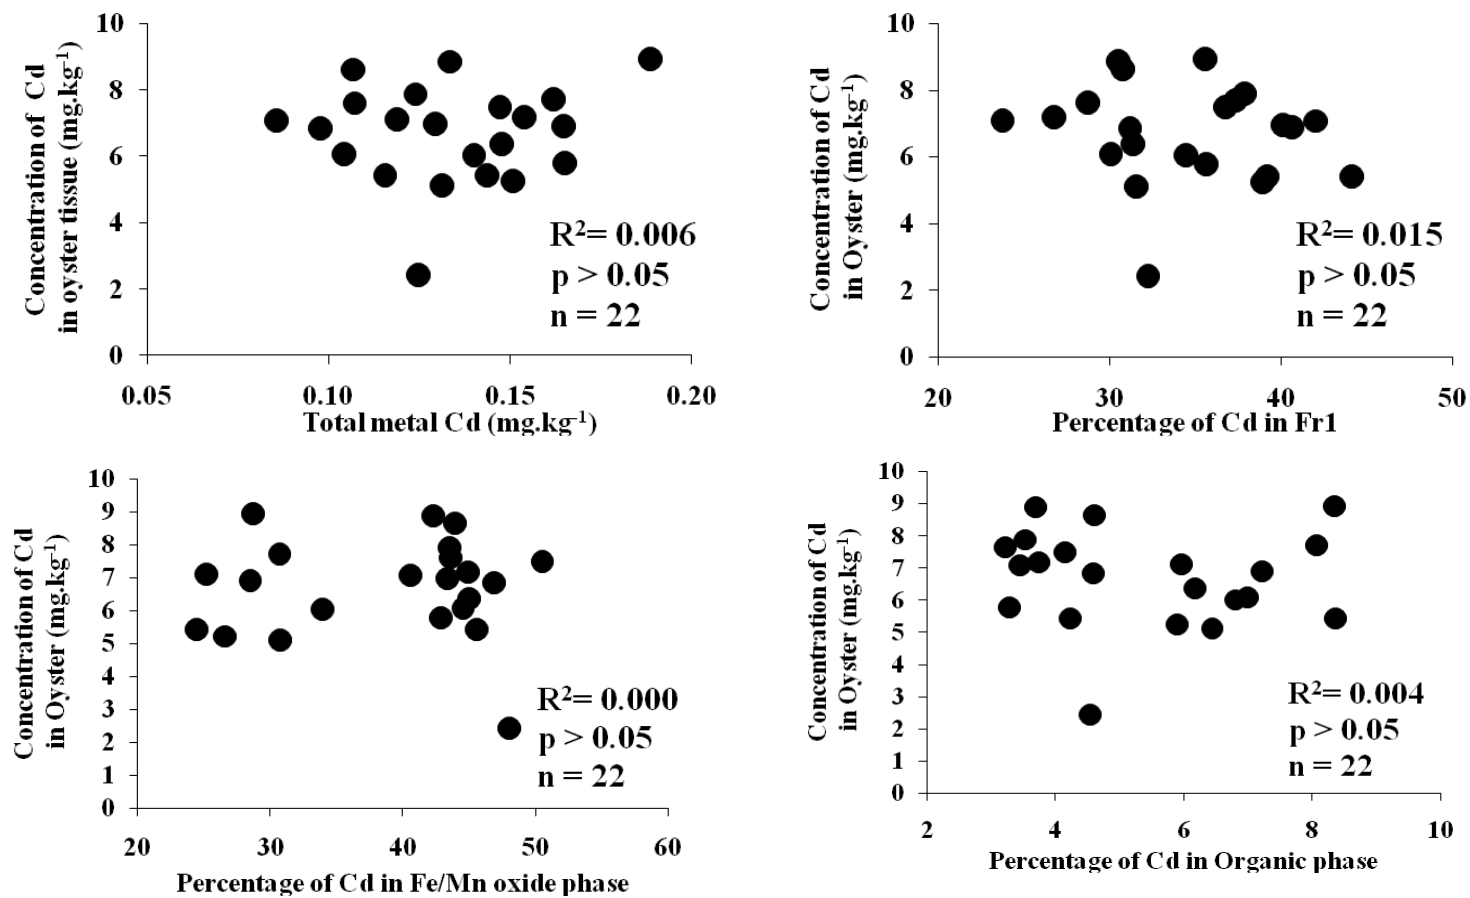 Concentration of Cd
in oyster tissue (mg.kg-1)
10
8
6
4
2
0
R2= 0.006
p > 0.05
n = 22
0.05 0.10 0.15 0.20
Total metal Cd (mg.kg-1)
Concentration of Cd
in Oyster (mg.kg-1)
10
8
6
4
2
0
R2= 0.015
p > 0.05
n = 22
20 30 40 50
Percentage of Cd in Fr1
Concentration of Cd
in Oyster (mg.kg-1)
10
9
8
7
6
5
4
3
2
1
0
R2= 0.000
p > 0.05
n = 22
20 30 40 50 60
Percentage of Cd in Fe/Mn oxide phase
Concentration of Cd
in Oyster (mg.kg-1)
10
9
8
7
6
5
4
3
2
1
0
R2= 0.004
p > 0.05
n = 22
2 4 6 8 10
Percentage of Cd in Organic phase